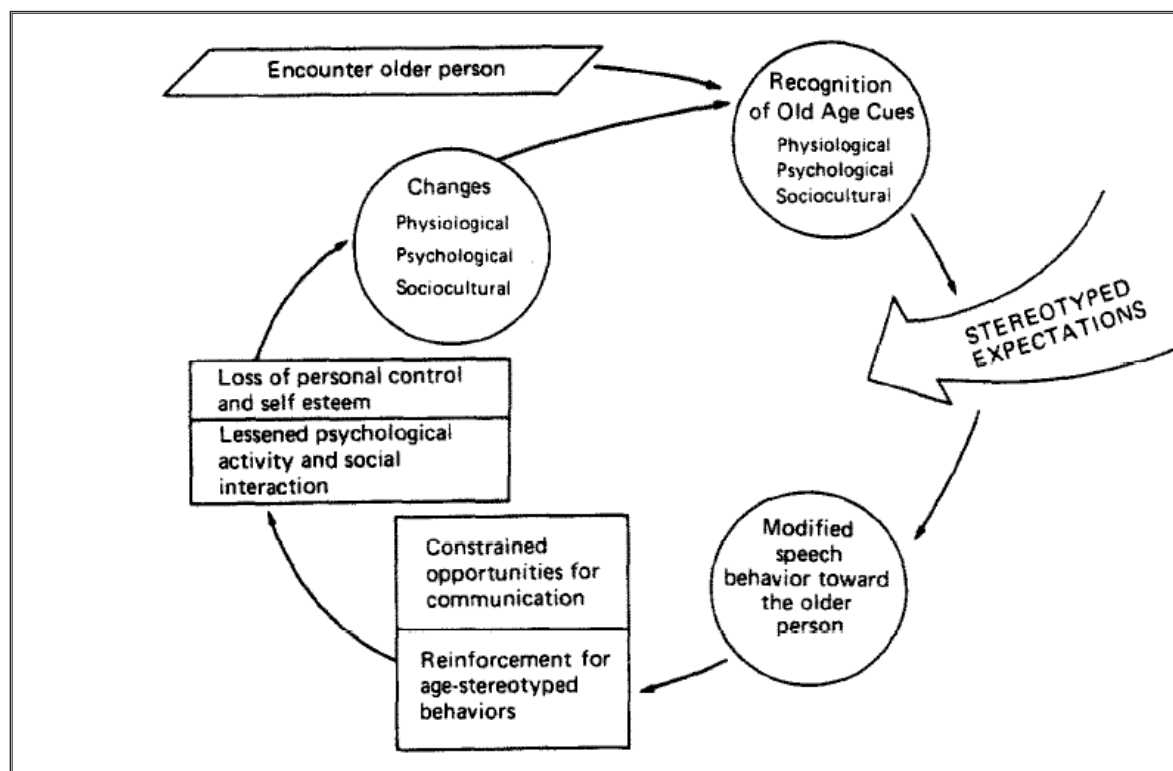 Encounter older person
Recognition
of Old Age Cues
Physiological
Psychological
Sociocultural
STEREOTYPED
EXPECTATIONS
Modified
speech
behavior toward
the older
person
Constrained
opportunities for
communication
Reinforcement for
age-stereotyped
behaviors
Loss of personal control
and self esteem
Lessened psychological
activity and social
interaction
Changes
Physiological
Psychological
Sociocultural